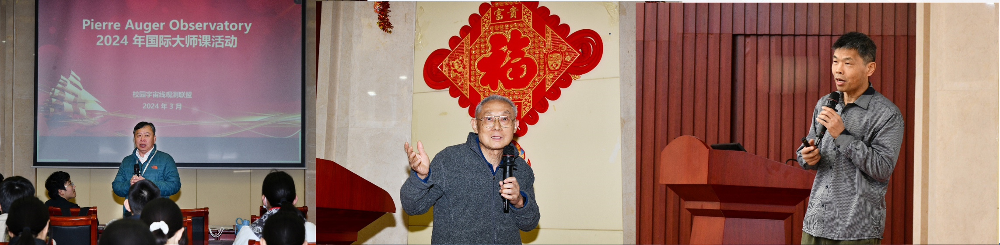 Pierre Auger Observatory
2024 年国际大师课活动
校园宇宙线观测联盟
2024 年 3 月
富贵
福